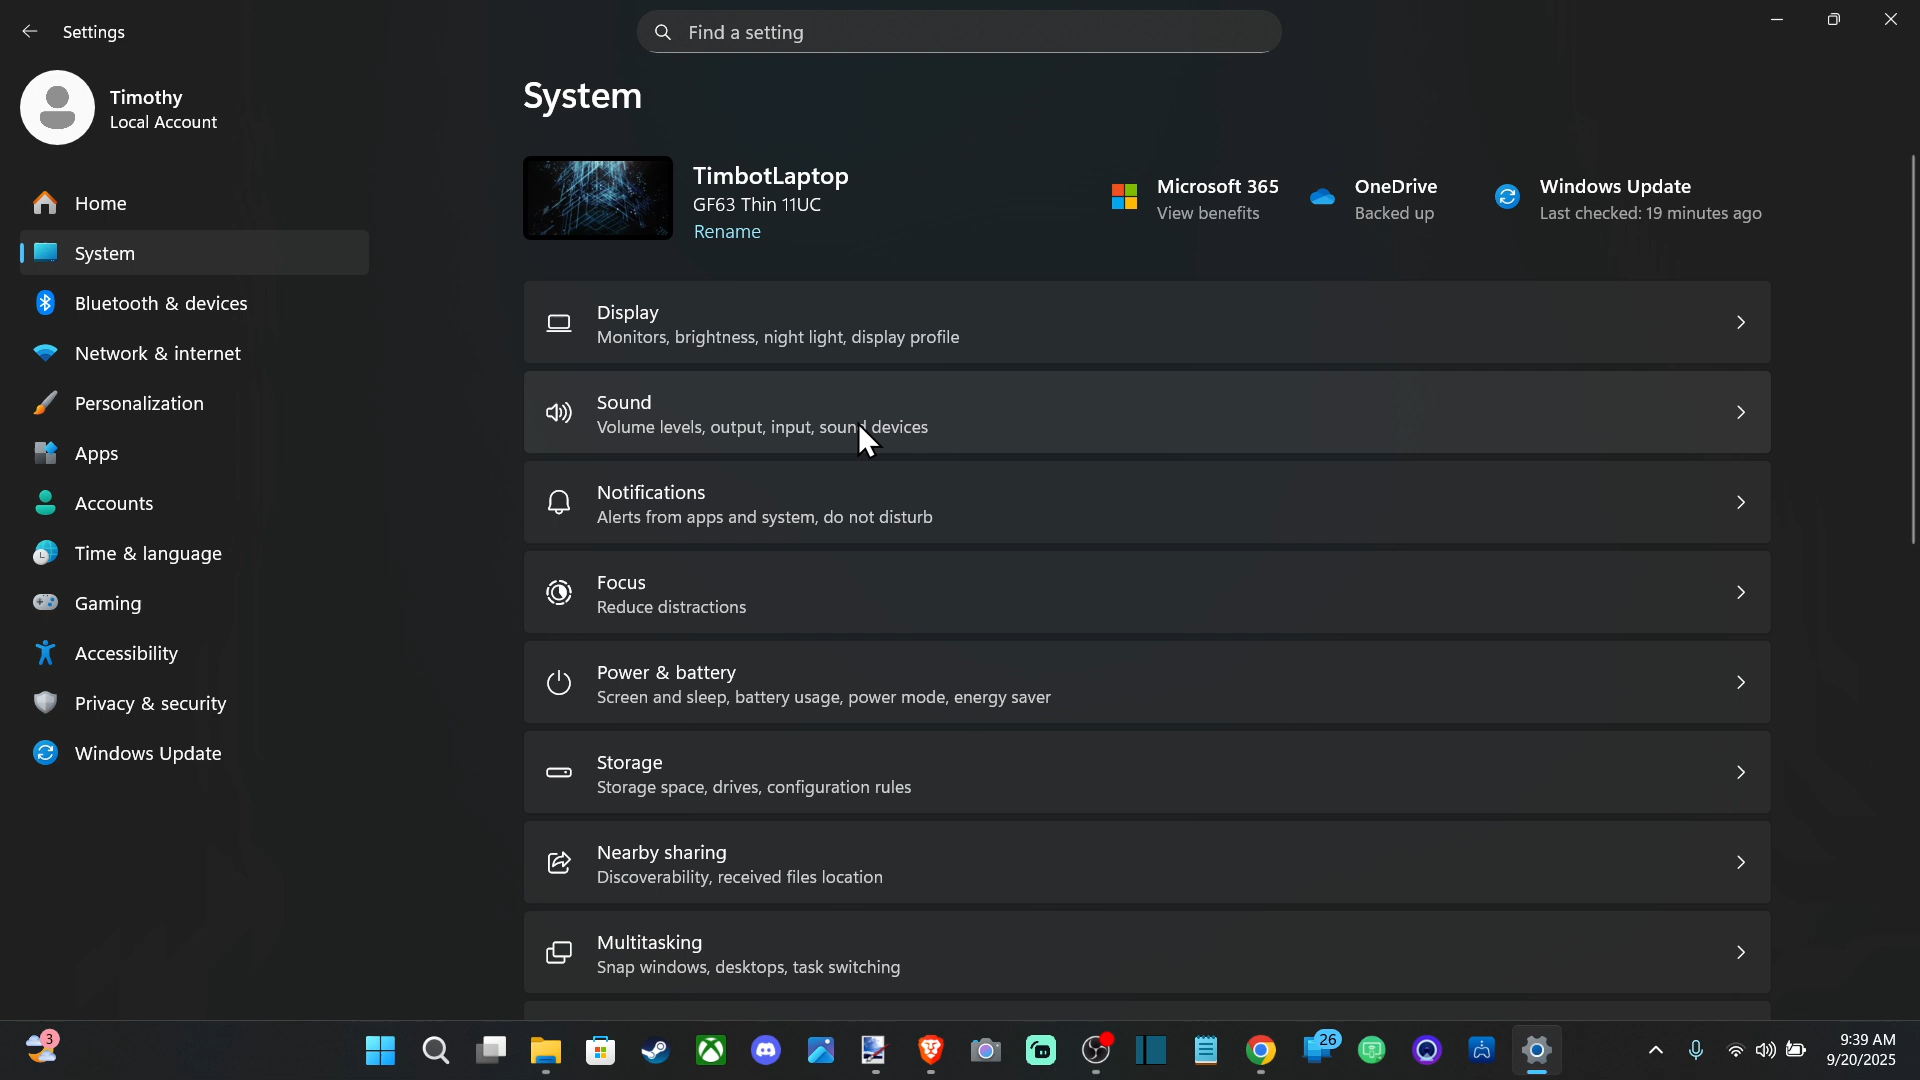 Settings
Find a setting
Timothy
Local Account
Home
System
Bluetooth & devices
Network & internet
Personalization
Apps
Accounts
Time & language
Gaming
Accessibility
Privacy & security
Windows Update
System
TimbotLaptop
GF63 Thin 11UC
Rename
Microsoft 365
View benefits
OneDrive
Backed up
Windows Update
Last checked: 19 minutes ago
Display
Monitors, brightness, night light, display profile
Sound
Volume levels, output, input, sound devices
Notifications
Alerts from apps and system, do not disturb
Focus
Reduce distractions
Power & battery
Screen and sleep, battery usage, power mode, energy saver
Storage
Storage space, drives, configuration rules
Nearby sharing
Discoverability, received files location
Multitasking
Snap windows, desktops, task switching
3
26
9:39 AM
9/20/2025